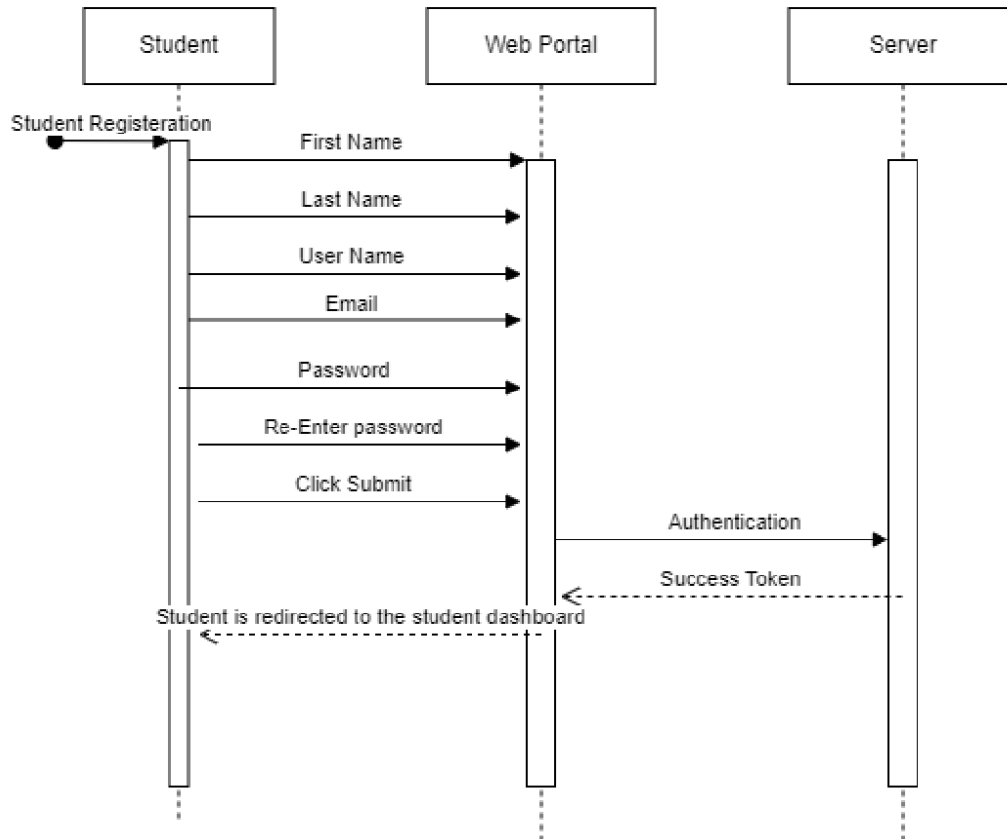 Student
Web Portal
Server
Student Registeration
First Name
Last Name
User Name
Email
Password
Re-Enter password
Click Submit
Authentication
Success Token
Student is redirected to the student dashboard